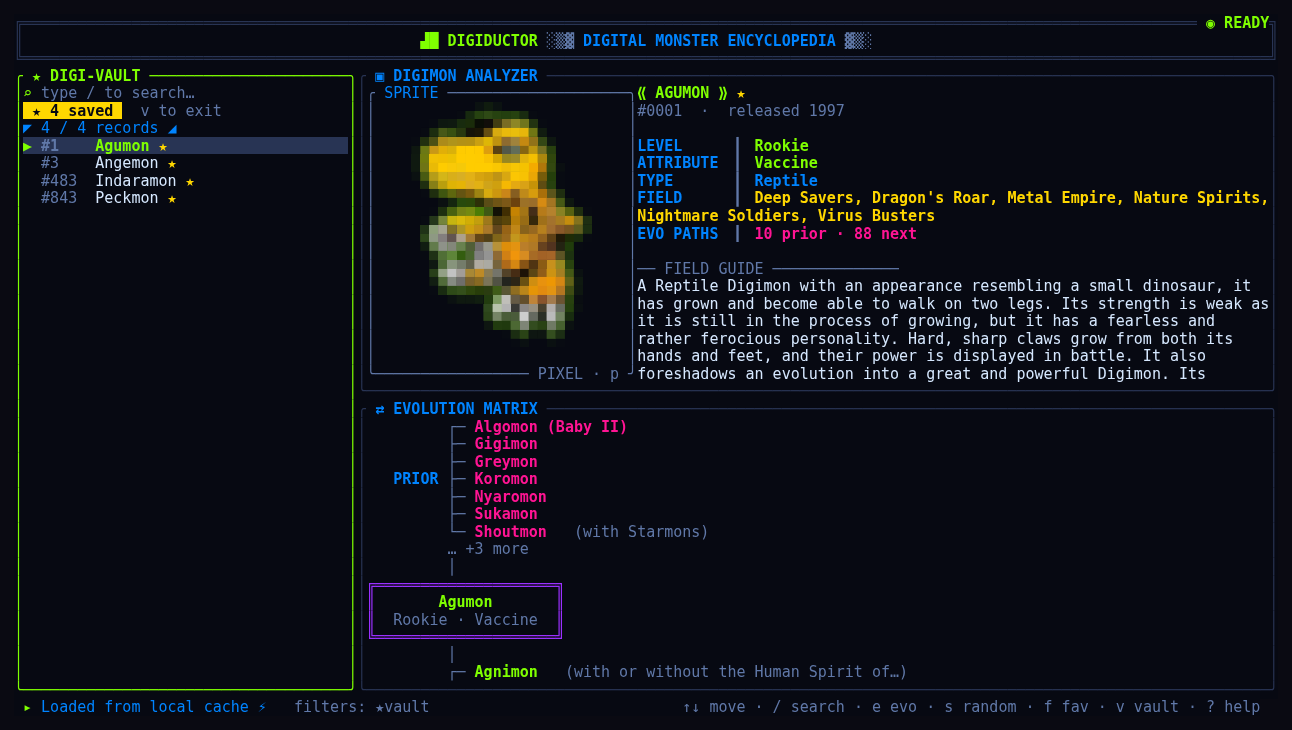 ◉ READY
▟█ DIGIDUCTOR ░▒▓ DIGITAL MONSTER ENCYCLOPEDIA ▓▒░
★ DIGI-VAULT
⌕ type / to search…
★ 4 saved   v to exit
◤ 4 / 4 records ◢
▶ #1    Agumon ★
#3    Angemon ★
#483  Indaramon ★
#843  Peckmon ★
▣ DIGIMON ANALYZER
SPRITE
PIXEL · p
⟪ AGUMON ⟫ ★
#0001  ·  released 1997
LEVEL      ┃ Rookie
ATTRIBUTE  ┃ Vaccine
TYPE       ┃ Reptile
FIELD      ┃ Deep Savers, Dragon's Roar, Metal Empire, Nature Spirits,
Nightmare Soldiers, Virus Busters
EVO PATHS  ┃ 10 prior · 88 next
── FIELD GUIDE ──────────────
A Reptile Digimon with an appearance resembling a small dinosaur, it
has grown and become able to walk on two legs. Its strength is weak as
it is still in the process of growing, but it has a fearless and
rather ferocious personality. Hard, sharp claws grow from both its
hands and feet, and their power is displayed in battle. It also
foreshadows an evolution into a great and powerful Digimon. Its
⇄ EVOLUTION MATRIX
Algomon (Baby II)
Gigimon
Greymon
PRIOR ├─ Koromon
Nyaromon
Sukamon
Shoutmon   (with Starmons)
… +3 more
Agumon
Rookie · Vaccine
Agnimon   (with or without the Human Spirit of…)
▸ Loaded from local cache ⚡   filters: ★vault
↑↓ move · / search · e evo · s random · f fav · v vault · ? help